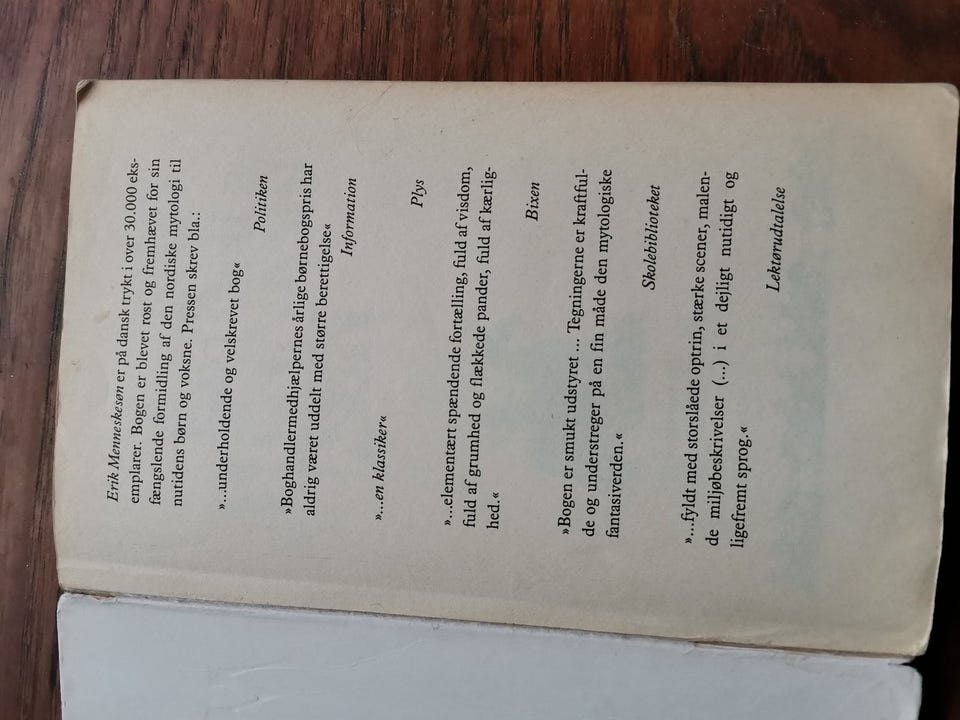 Erik Menneskesøn er på dansk trykt i over 30.000 eks-
emplarer. Bogen er blevet rost og fremhævet for sin
fængslende formidling af den nordiske mytologi til
nutidens børn og voksne. Pressen skrev bla.:
»...underholdende og velskrevet bog«
Politiken
»Boghandlermedhjælpernes årlige børnebogspris har
aldrig været uddelt med større berettigelse«
Information
»...en klassiker«
Plys
»...elementært spændende fortælling, fuld af visdom,
fuld af grumhed og flækkede pander, fuld af kærlig-
hed.«
Bixen
»Bogen er smukt udstyret ... Tegningerne er kraftful-
de og understreger på en fin måde den mytologiske
fantasiverden.«
Skolebiblioteket
»...fyldt med storslåede optrin, stærke scener, malen-
de miljøbeskrivelser (...) i et dejligt nutidigt og
ligefremt sprog.«
Lektørudtalelse